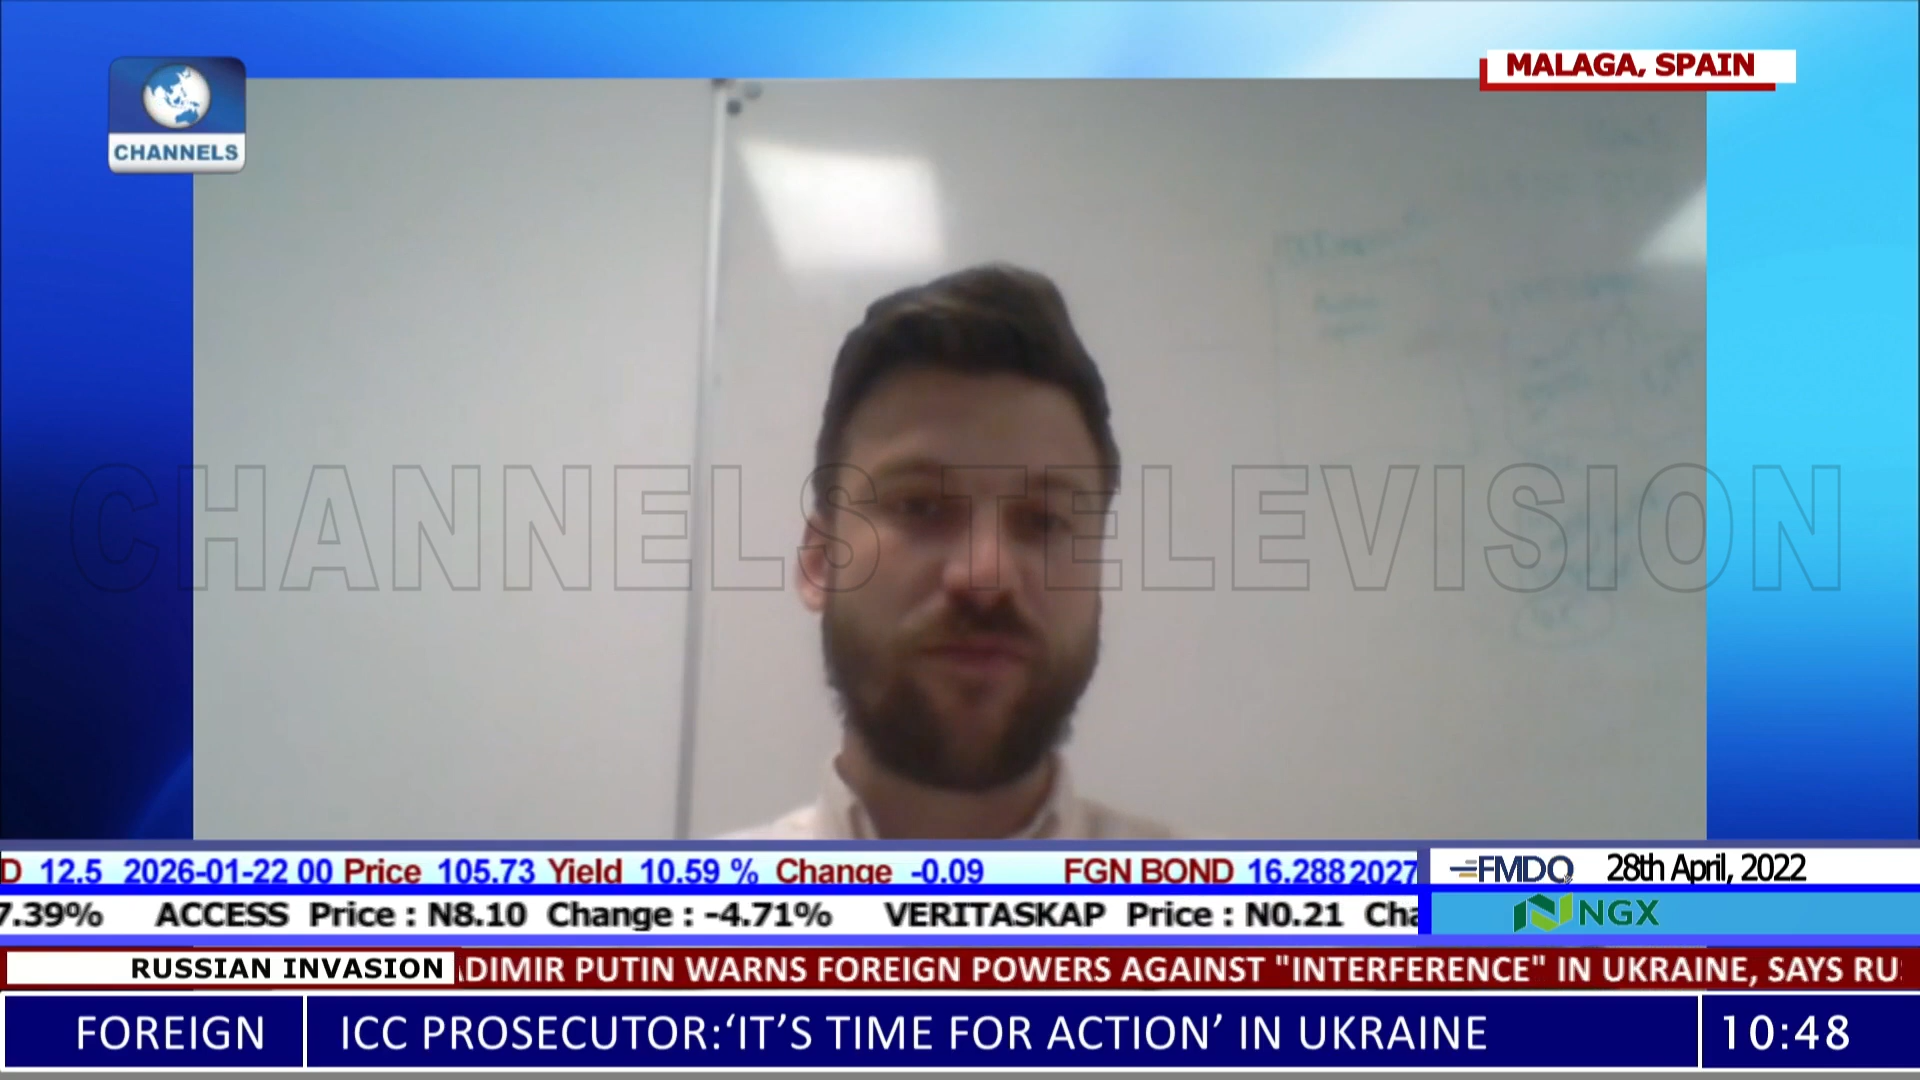 MALAGA, SPAIN
CHANNELS
CHANNELS TELEVISION
D 12.5 2026-01-22 00 Price 105.73 Yield 10.59 % Change -0.09 FGN BOND 16.288 2027
FMDQ 28th April, 2022
7.39% ACCESS Price : N8.10 Change : -4.71% VERITASKAP Price : N0.21 Cha
NGX
RUSSIAN INVASION ADIMIR PUTIN WARNS FOREIGN POWERS AGAINST "INTERFERENCE" IN UKRAINE, SAYS RU
FOREIGN ICC PROSECUTOR:‘IT’S TIME FOR ACTION’ IN UKRAINE 10:48